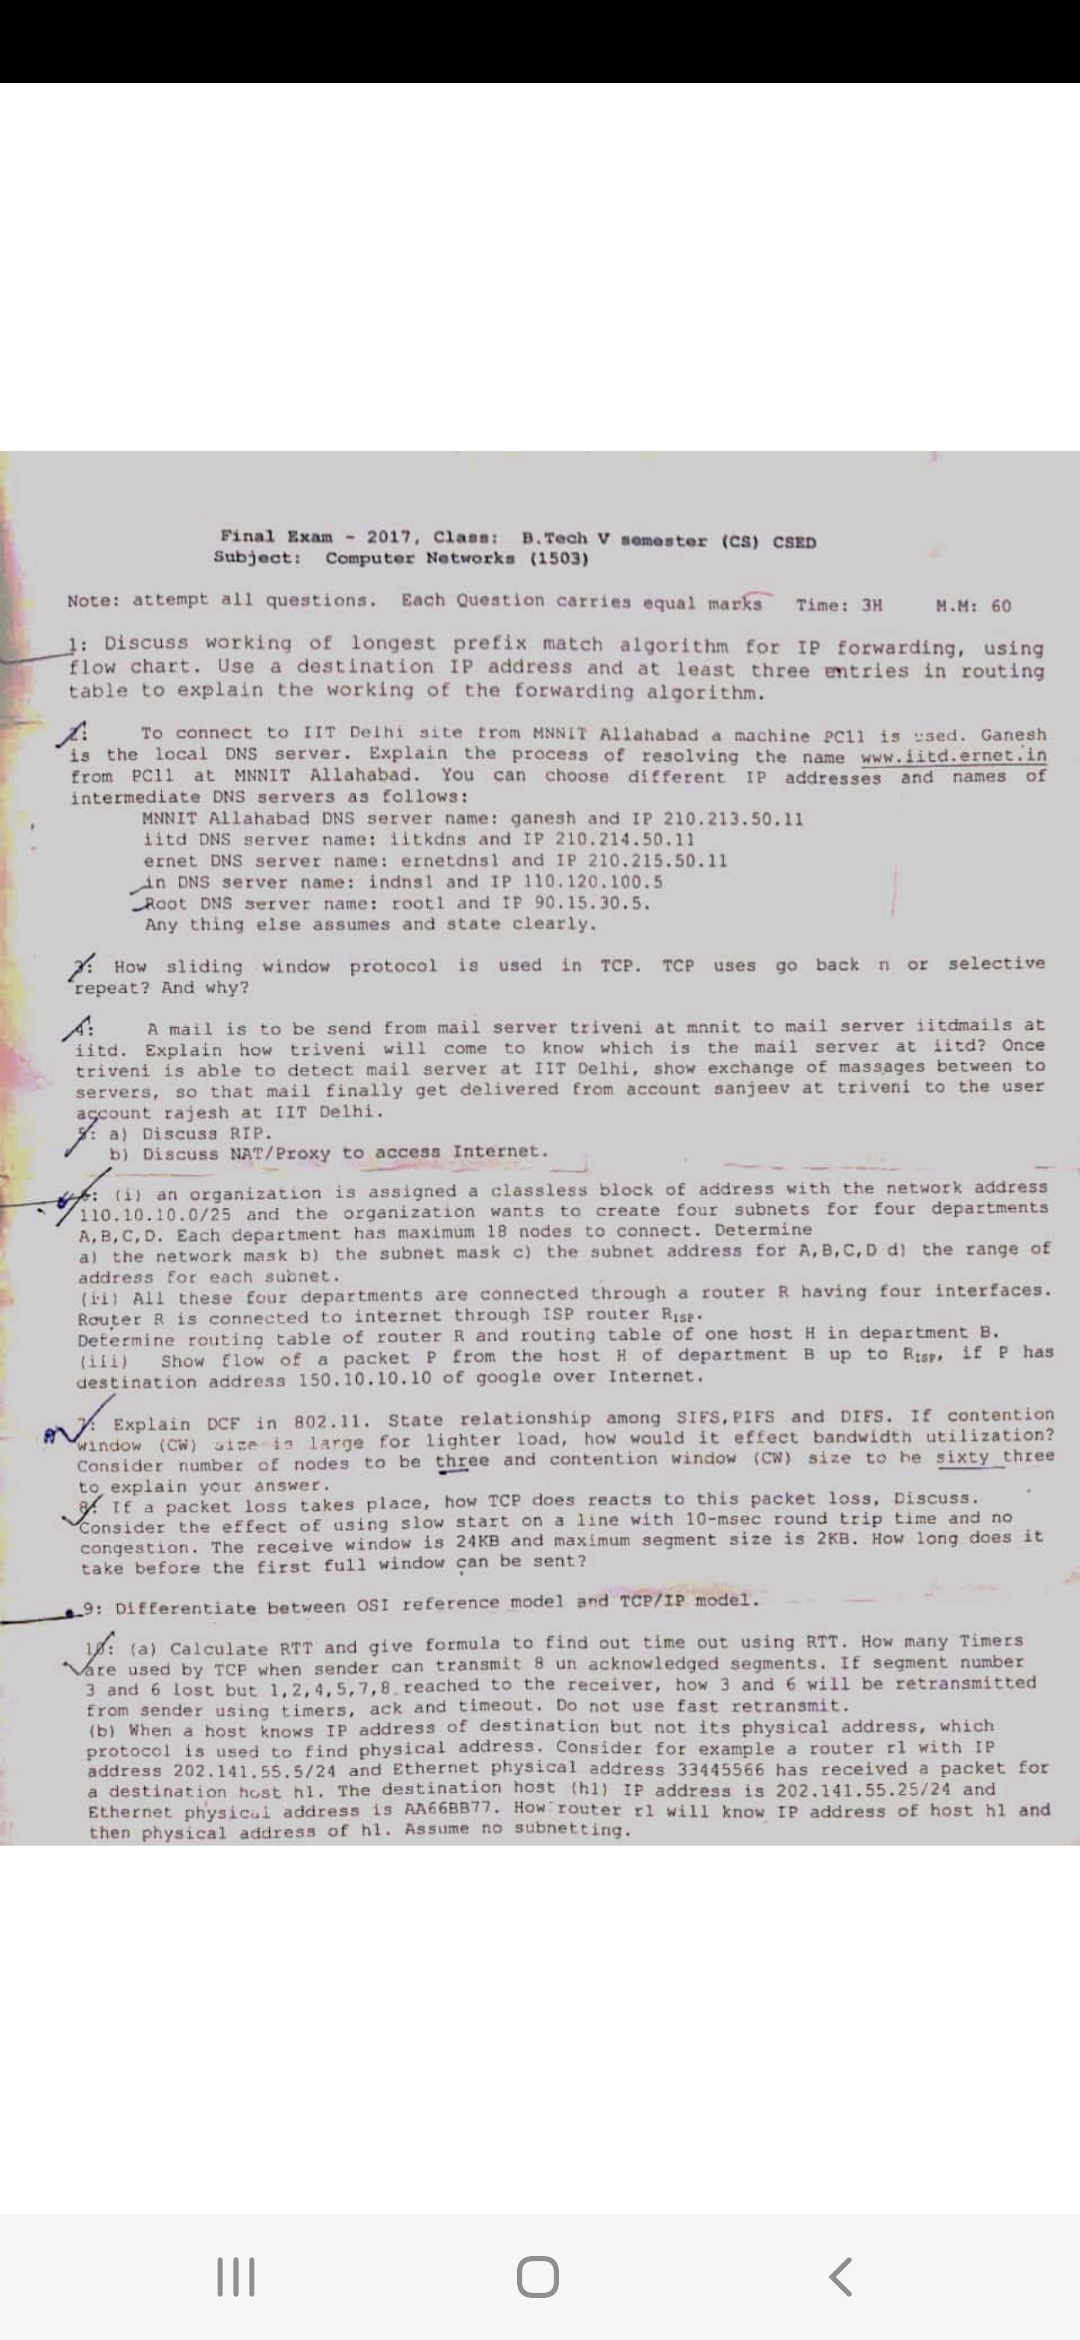 Final Exam - 2017, Class: B.Tech V semester (CS) CSED
Subject: Computer Networks (1503)
Note: attempt all questions. Each Question carries equal marks Time: 3H M.M: 60
1: Discuss working of longest prefix match algorithm for IP forwarding, using
flow chart. Use a destination IP address and at least three entries in routing
table to explain the working of the forwarding algorithm.
2: To connect to IIT Delhi site from MNNIT Allahabad a machine PC11 is used. Ganesh
is the local DNS server. Explain the process of resolving the name www.iitd.ernet.in
from PC11 at MNNIT Allahabad. You can choose different IP addresses and names of
intermediate DNS servers as follows:
MNNIT Allahabad DNS server name: ganesh and IP 210.213.50.11
iitd DNS server name: iitkdns and IP 210.214.50.11
ernet DNS server name: ernetdns1 and IP 210.215.50.11
in DNS server name: indns1 and IP 110.120.100.5
Root DNS server name: root1 and IP 90.15.30.5.
Any thing else assumes and state clearly.
3: How sliding window protocol is used in TCP. TCP uses go back n or selective
repeat? And why?
4: A mail is to be send from mail server triveni at mnnit to mail server iitdmails at
iitd. Explain how triveni will come to know which is the mail server at iitd? Once
triveni is able to detect mail server at IIT Delhi, show exchange of massages between to
servers, so that mail finally get delivered from account sanjeev at triveni to the user
account rajesh at IIT Delhi.
5: a) Discuss RIP.
b) Discuss NAT/Proxy to access Internet.
6: (i) an organization is assigned a classless block of address with the network address
110.10.10.0/25 and the organization wants to create four subnets for four departments
A,B,C,D. Each department has maximum 18 nodes to connect. Determine
a) the network mask b) the subnet mask c) the subnet address for A,B,C,D d) the range of
address for each subnet.
(ii) All these four departments are connected through a router R having four interfaces.
Router R is connected to internet through ISP router RISP.
Determine routing table of router R and routing table of one host H in department B.
(iii) Show flow of a packet P from the host H of department B up to RISP, if P has
destination address 150.10.10.10 of google over Internet.
7: Explain DCF in 802.11. State relationship among SIFS,PIFS and DIFS. If contention
window (CW) size is large for lighter load, how would it effect bandwidth utilization?
Consider number of nodes to be three and contention window (CW) size to be sixty three
to explain your answer.
8: If a packet loss takes place, how TCP does reacts to this packet loss, Discuss.
Consider the effect of using slow start on a line with 10-msec round trip time and no
congestion. The receive window is 24KB and maximum segment size is 2KB. How long does it
take before the first full window can be sent?
9: Differentiate between OSI reference model and TCP/IP model.
10: (a) Calculate RTT and give formula to find out time out using RTT. How many Timers
are used by TCP when sender can transmit 8 un acknowledged segments. If segment number
3 and 6 lost but 1,2,4,5,7,8 reached to the receiver, how 3 and 6 will be retransmitted
from sender using timers, ack and timeout. Do not use fast retransmit.
(b) When a host knows IP address of destination but not its physical address, which
protocol is used to find physical address. Consider for example a router r1 with IP
address 202.141.55.5/24 and Ethernet physical address 33445566 has received a packet for
a destination host h1. The destination host (h1) IP address is 202.141.55.25/24 and
Ethernet physical address is AA66BB77. How router r1 will know IP address of host h1 and
then physical address of h1. Assume no subnetting.